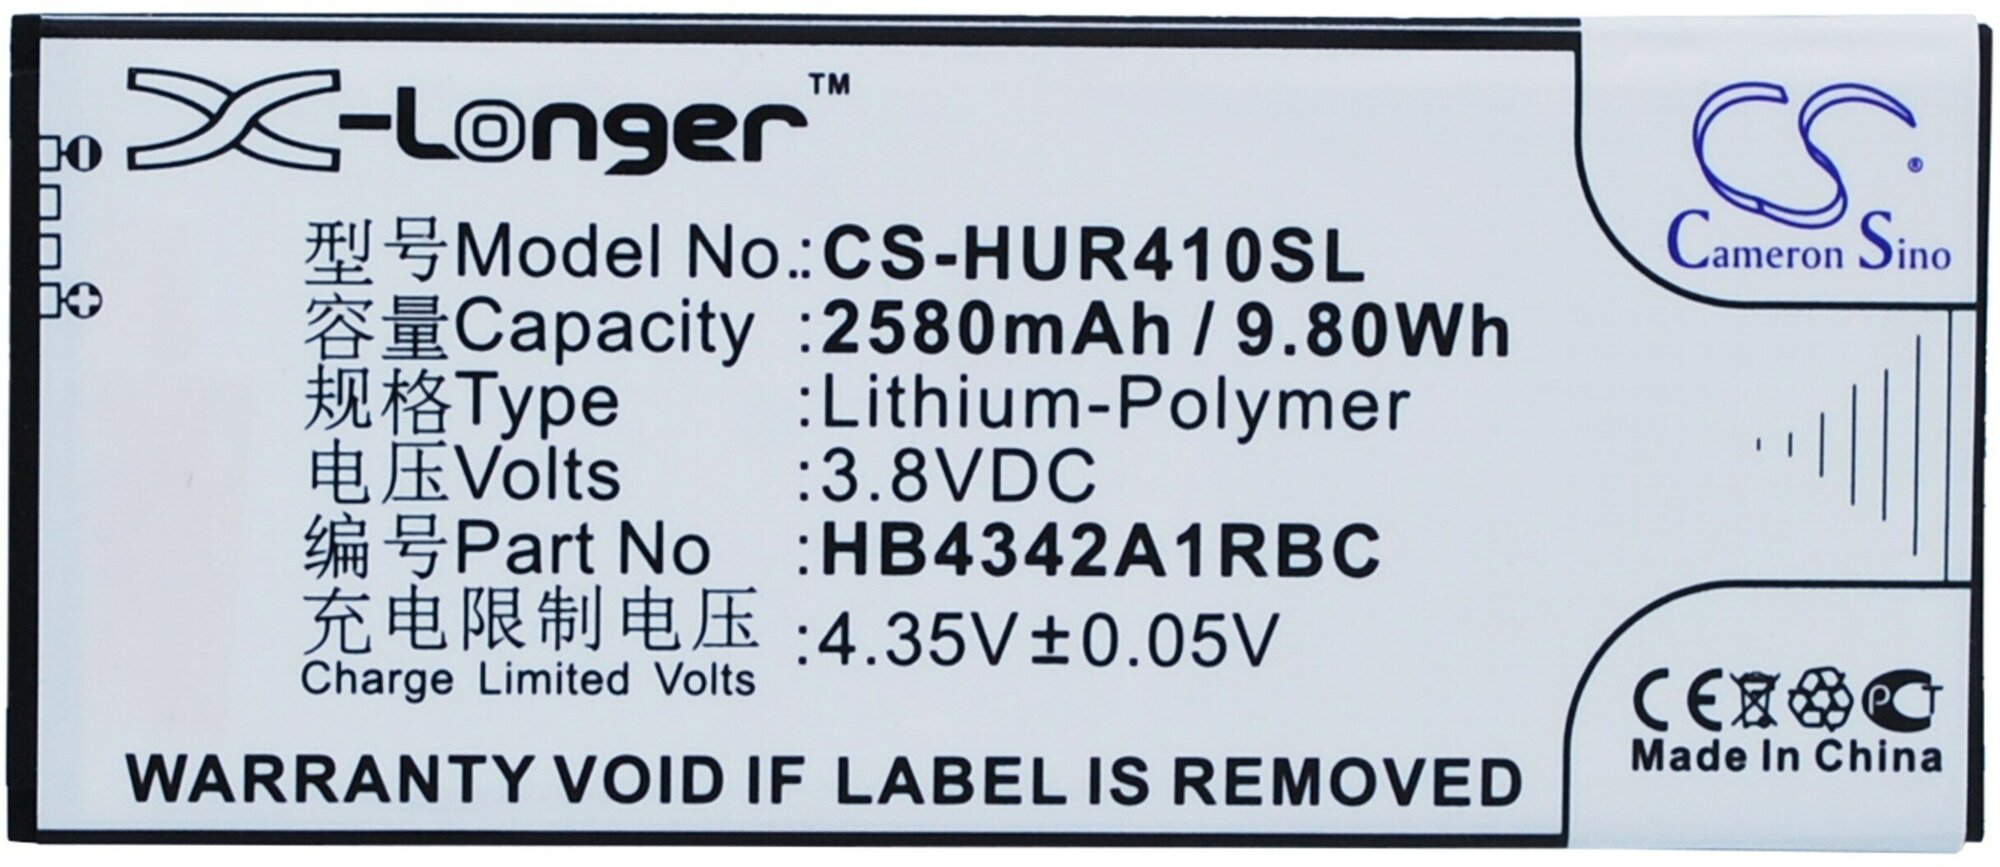 X-Longer™
CS ®
Cameron Sino
型号Model No.:CS-HUR410SL
容量Capacity :2580mAh / 9.80Wh
规格Type :Lithium-Polymer
电压Volts :3.8VDC
编号Part No :HB4342A1RBC
充电限制电压 :4.35V±0.05V
Charge Limited Volts
CE PCT
Made In China
WARRANTY VOID IF LABEL IS REMOVED